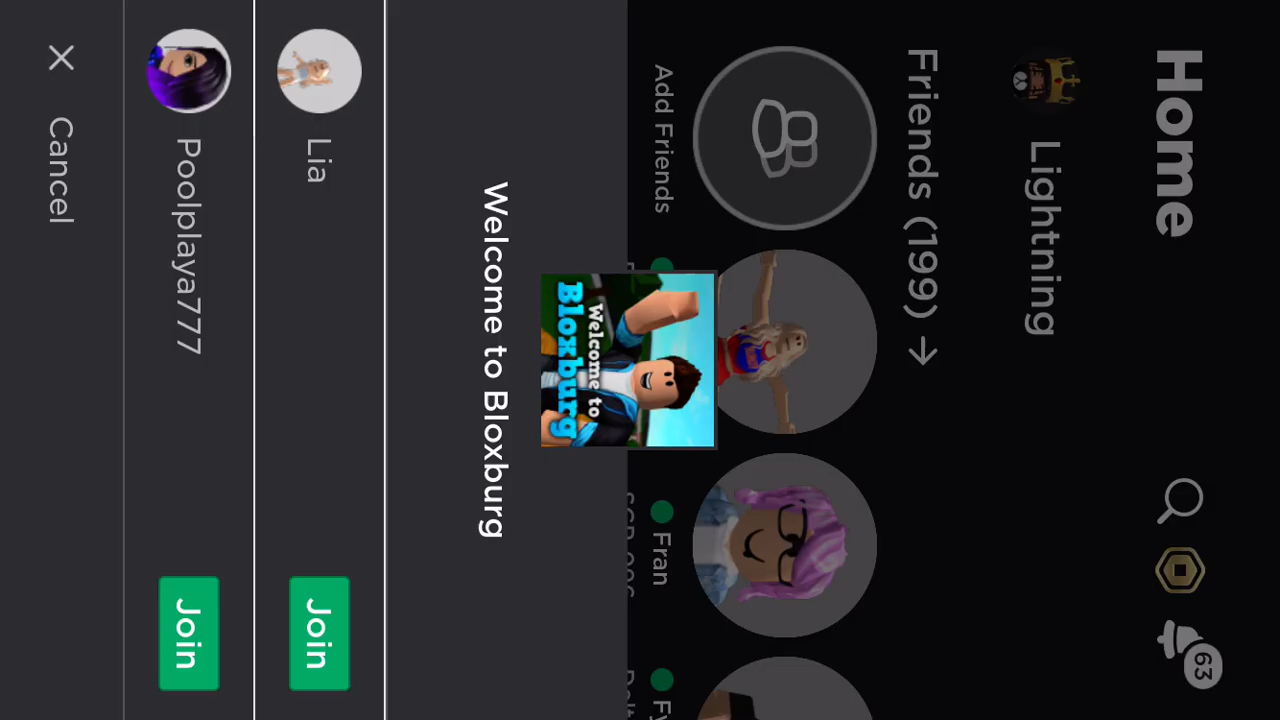 Home
63
Lightning
Friends (199) →
Add Friends
Fran
Welcome to
Bloxburg
Welcome to Bloxburg
Lia
Join
Poolplaya777
Join
Cancel